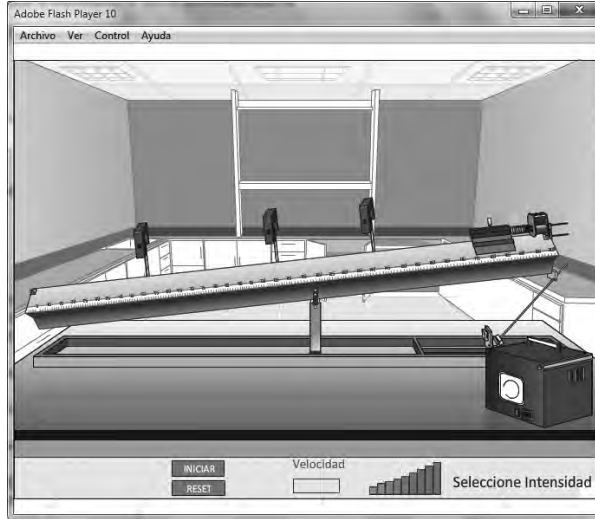 Adobe Flash Player 10
Archivo Ver Control Ayuda
INICIAR
RESET
Velocidad
Seleccione Intensidad